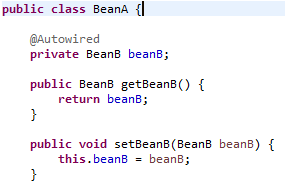 public class BeanA {
@Autowired
private BeanB beanB;
public BeanB getBeanB() {
return beanB;
}
public void setBeanB(BeanB beanB) {
this.beanB = beanB;
}